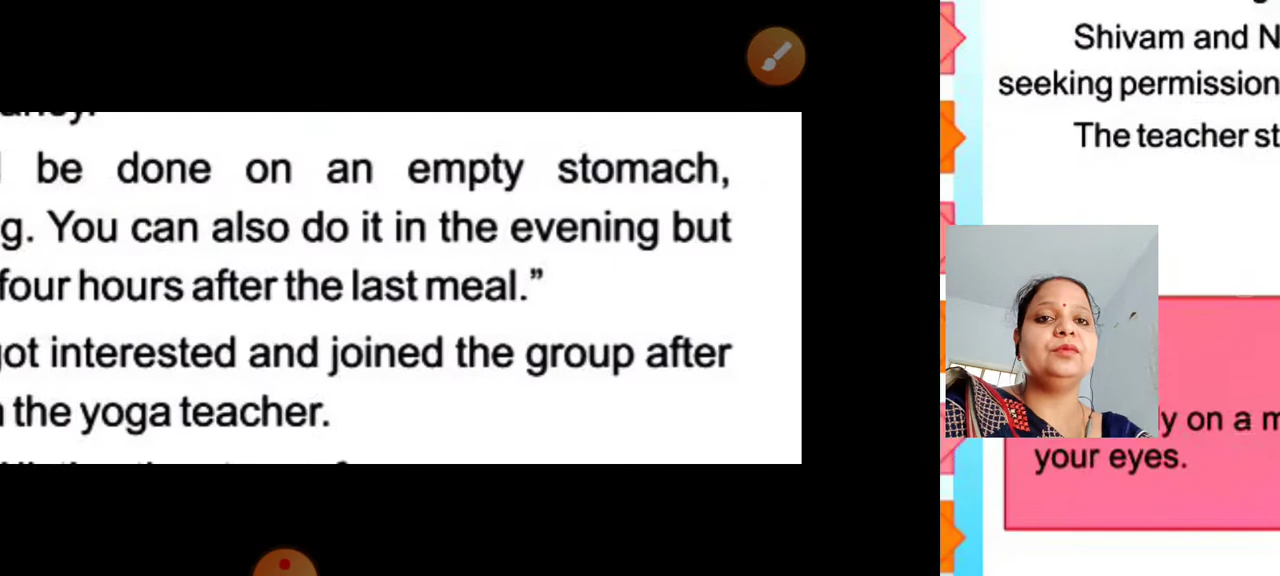 be done on an empty stomach,
g. You can also do it in the evening but
four hours after the last meal.”
got interested and joined the group after
the yoga teacher.
Shivam and N
seeking permission
The teacher st
y on a m
your eyes.